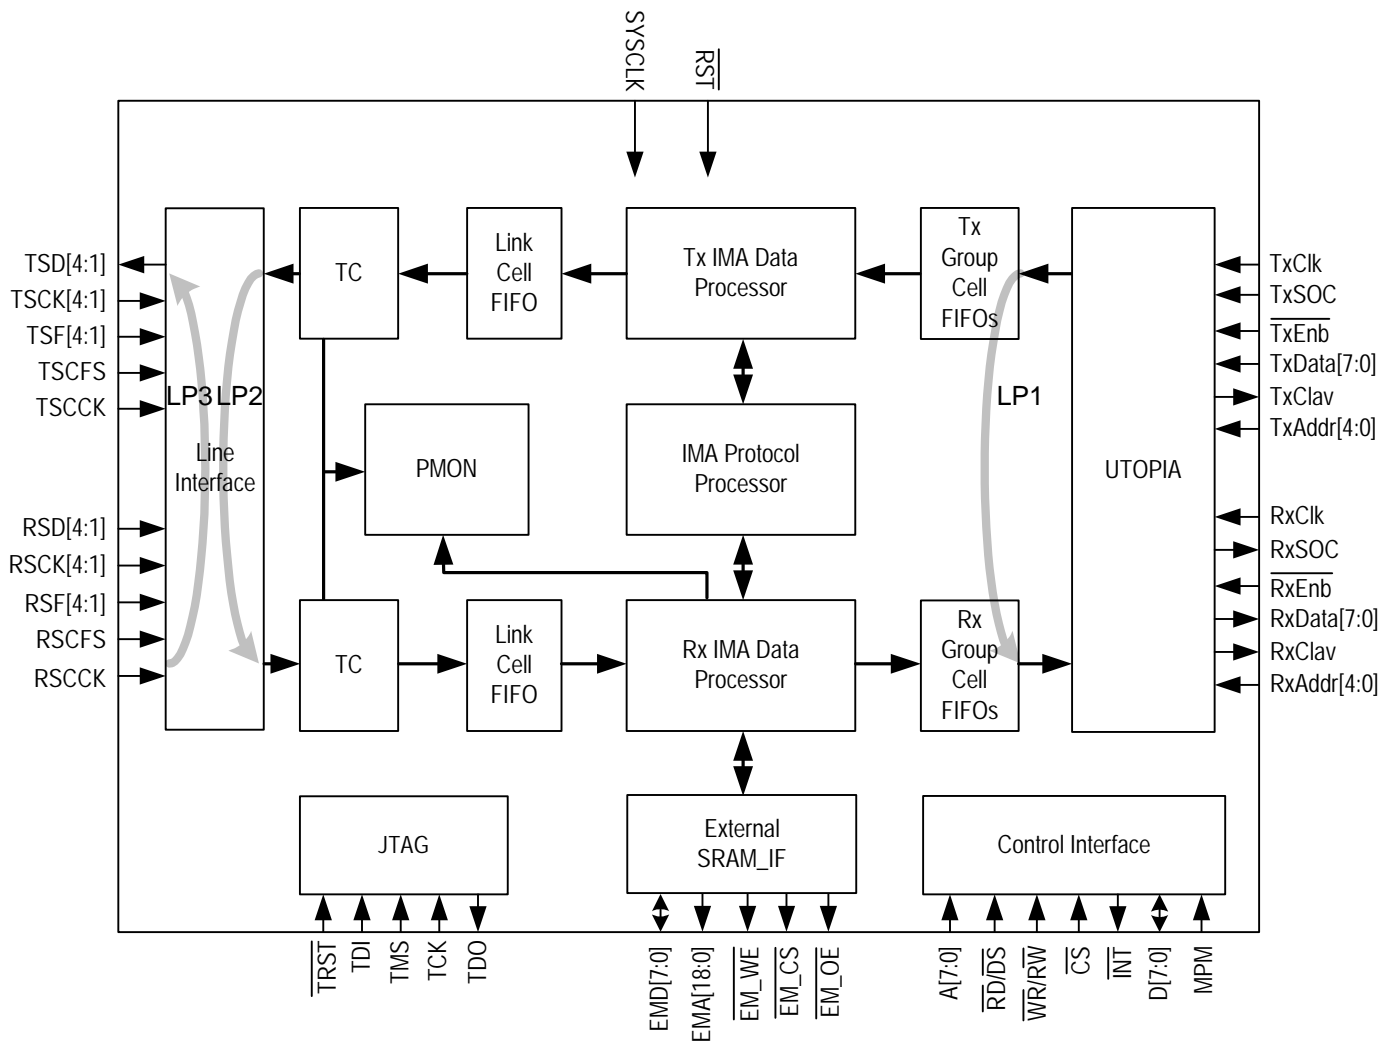 SYSCLK
RST
TSD[4:1]
TSCK[4:1]
TSF[4:1]
TSCFS
TSCCK
RSD[4:1]
RSCK[4:1]
RSF[4:1]
RSCFS
RSCCK
LP3
LP2
Line
Interface
TC
Link
Cell
FIFO
Tx IMA Data
Processor
Tx
Group
Cell
FIFOs
PMON
IMA Protocol
Processor
LP1
UTOPIA
TC
Link
Cell
FIFO
Rx IMA Data
Processor
Rx
Group
Cell
FIFOs
TxClk
TxSOC
TxEnb
TxData[7:0]
TxClav
TxAddr[4:0]
RxClk
RxSOC
RxEnb
RxData[7:0]
RxClav
RxAddr[4:0]
JTAG
External
SRAM_IF
Control Interface
TRST
TDI
TMS
TCK
TDO
EMD[7:0]
EMA[18:0]
EM_WE
EM_CS
EM_OE
A[7:0]
RD/DS
WR/RW
CS
INT
D[7:0]
MPM